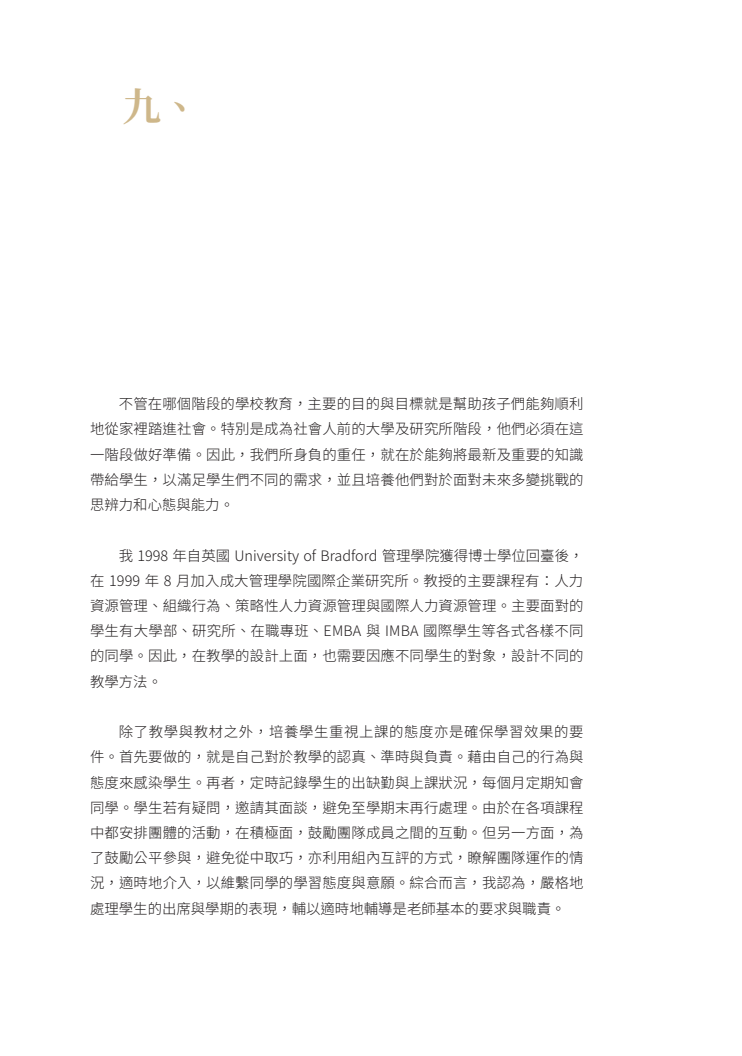 九、
不管在哪個階段的學校教育，主要的目的與目標就是幫助孩子們能夠順利
地從家裡踏進社會。特別是成為社會人前的大學及研究所階段，他們必須在這
一階段做好準備。因此，我們所身負的重任，就在於能夠將最新及重要的知識
帶給學生，以滿足學生們不同的需求，並且培養他們對於面對未來多變挑戰的
思辨力和心態與能力。
我 1998 年自英國 University of Bradford 管理學院獲得博士學位回臺後，
在 1999 年 8 月加入成大管理學院國際企業研究所。教授的主要課程有：人力
資源管理、組織行為、策略性人力資源管理與國際人力資源管理。主要面對的
學生有大學部、研究所、在職專班、EMBA 與 IMBA 國際學生等各式各樣不同
的同學。因此，在教學的設計上面，也需要因應不同學生的對象，設計不同的
教學方法。
除了教學與教材之外，培養學生重視上課的態度亦是確保學習效果的要
件。首先要做的，就是自己對於教學的認真、準時與負責。藉由自己的行為與
態度來感染學生。再者，定時記錄學生的出缺勤與上課狀況，每個月定期知會
同學。學生若有疑問，邀請其面談，避免至學期末再行處理。由於在各項課程
中都安排團體的活動，在積極面，鼓勵團隊成員之間的互動。但另一方面，為
了鼓勵公平參與，避免從中取巧，亦利用組內互評的方式，瞭解團隊運作的情
況，適時地介入，以維繫同學的學習態度與意願。綜合而言，我認為，嚴格地
處理學生的出席與學期的表現，輔以適時地輔導是老師基本的要求與職責。